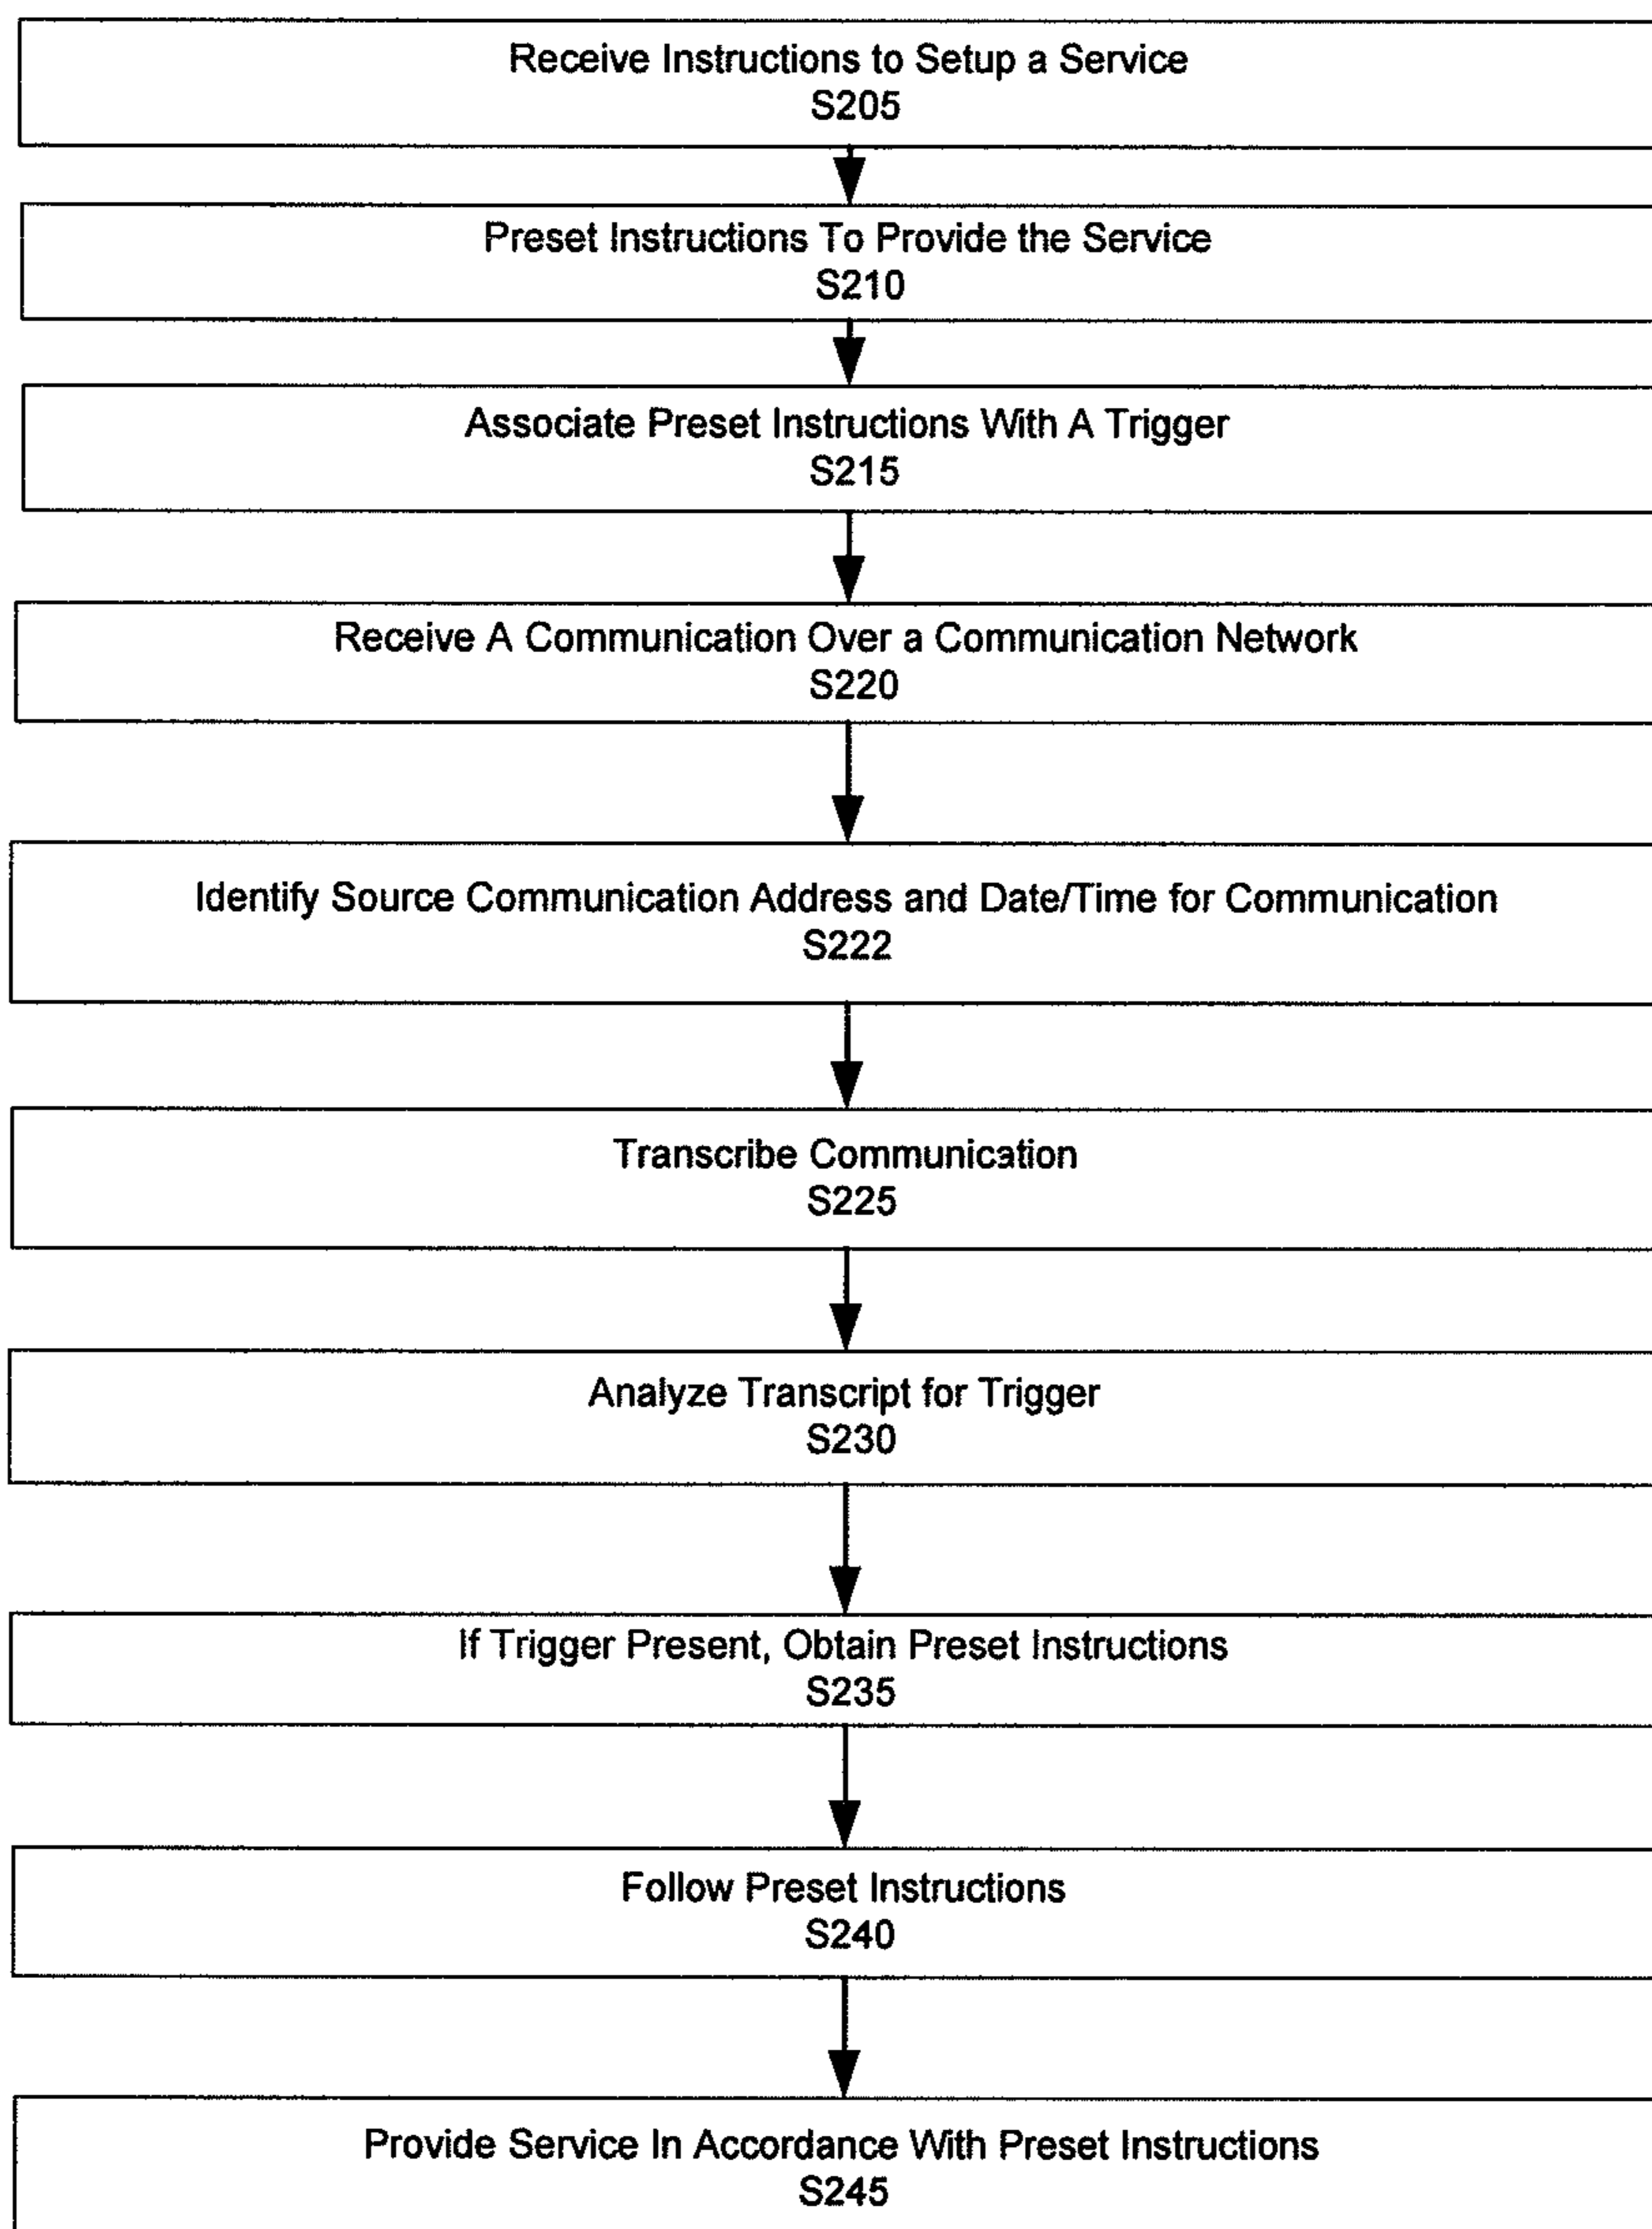 Receive Instructions to Setup a Service
S205
Preset Instructions To Provide the Service
S210
Associate Preset Instructions With A Trigger
S215
Receive A Communication Over a Communication Network
S220
Identify Source Communication Address and Date/Time for Communication
S222
Transcribe Communication
S225
Analyze Transcript for Trigger
S230
If Trigger Present, Obtain Preset Instructions
S235
Follow Preset Instructions
S240
Provide Service In Accordance With Preset Instructions
S245